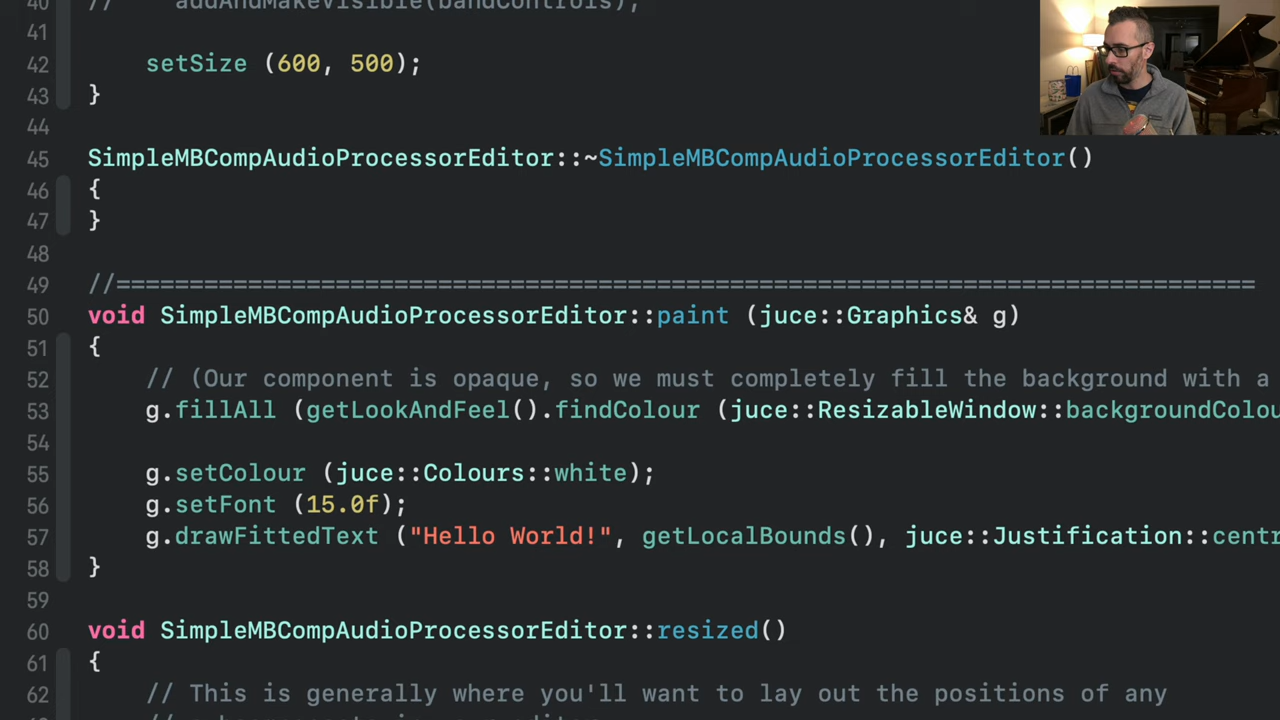 40 // addAndMakeVisible(bandControls);
41
42 setSize (600, 500);
43 }
44
45 SimpleMBCompAudioProcessorEditor::~SimpleMBCompAudioProcessorEditor()
46 {
47 }
48
49 //==============================================================================
50 void SimpleMBCompAudioProcessorEditor::paint (juce::Graphics& g)
51 {
52 // (Our component is opaque, so we must completely fill the background with a
53 g.fillAll (getLookAndFeel().findColour (juce::ResizableWindow::backgroundColou
54
55 g.setColour (juce::Colours::white);
56 g.setFont (15.0f);
57 g.drawFittedText ("Hello World!", getLocalBounds(), juce::Justification::centr
58 }
59
60 void SimpleMBCompAudioProcessorEditor::resized()
61 {
62 // This is generally where you'll want to lay out the positions of any